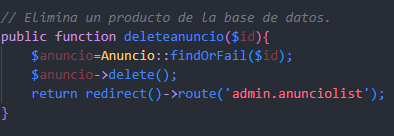 // Elimina un producto de la base de datos.
public function deleteanuncio($id){
$anuncio=Anuncio::findOrFail($id);
$anuncio->delete();
return redirect()->route('admin.anunciolist');
}